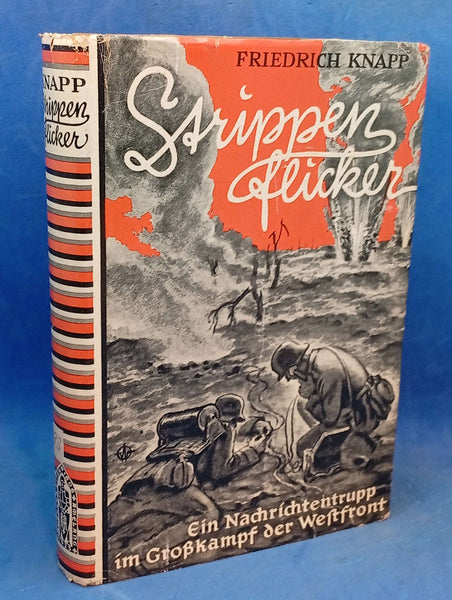 FRIEDRICH KNAPP
Strippen
flicker
Ein Nachrichtentrupp
im Großkampf der Westfront
KNAPP
Strippen
flicker